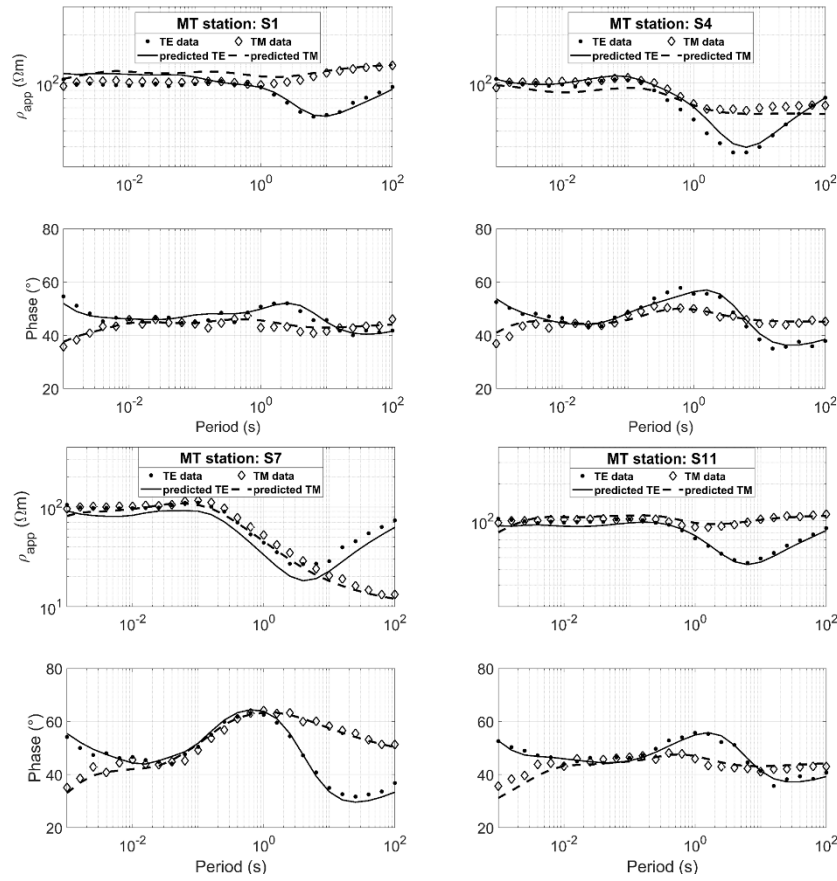 MT station: S1
TE data
TM data
predicted TE
predicted TM
ρapp (Ωm)
10²
10⁻²
10⁰
10²
Phase (°)
80
60
40
20
10⁻²
10⁰
10²
Period (s)
MT station: S4
TE data
TM data
predicted TE
predicted TM
10²
10⁻²
10⁰
10²
80
60
40
20
10⁻²
10⁰
10²
Period (s)
MT station: S7
TE data
TM data
predicted TE
predicted TM
ρapp (Ωm)
10²
10¹
10⁻²
10⁰
10²
Phase (°)
80
60
40
20
10⁻²
10⁰
10²
Period (s)
MT station: S11
TE data
TM data
predicted TE
predicted TM
10²
10⁻²
10⁰
10²
80
60
40
20
10⁻²
10⁰
10²
Period (s)